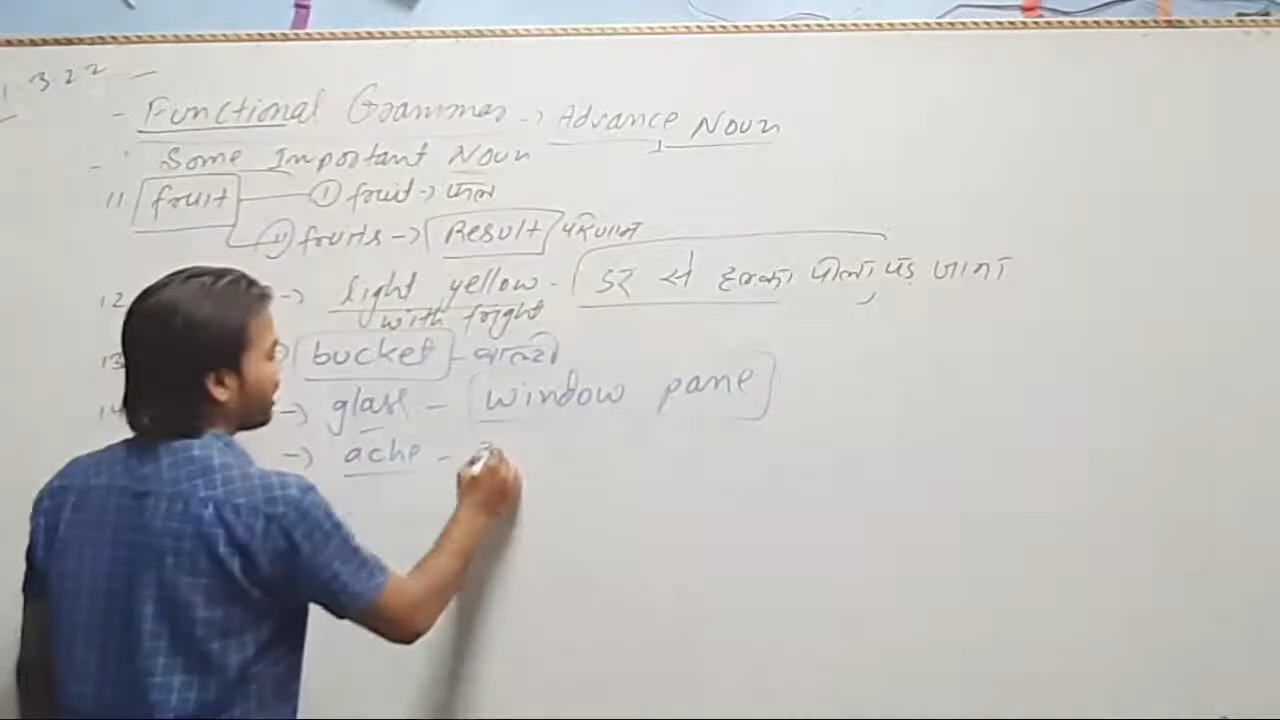 322 -
- Functional Grammar -> Advance Noun
- Some Important Noun
11 fruit ① fruit -> फल
② fruits -> Result परिणाम
12 -> light yellow - डर से हल्का पीला पड़ जाना
with fright
13 bucket - बाल्टी
14 -> glass - window pane
-> ache -